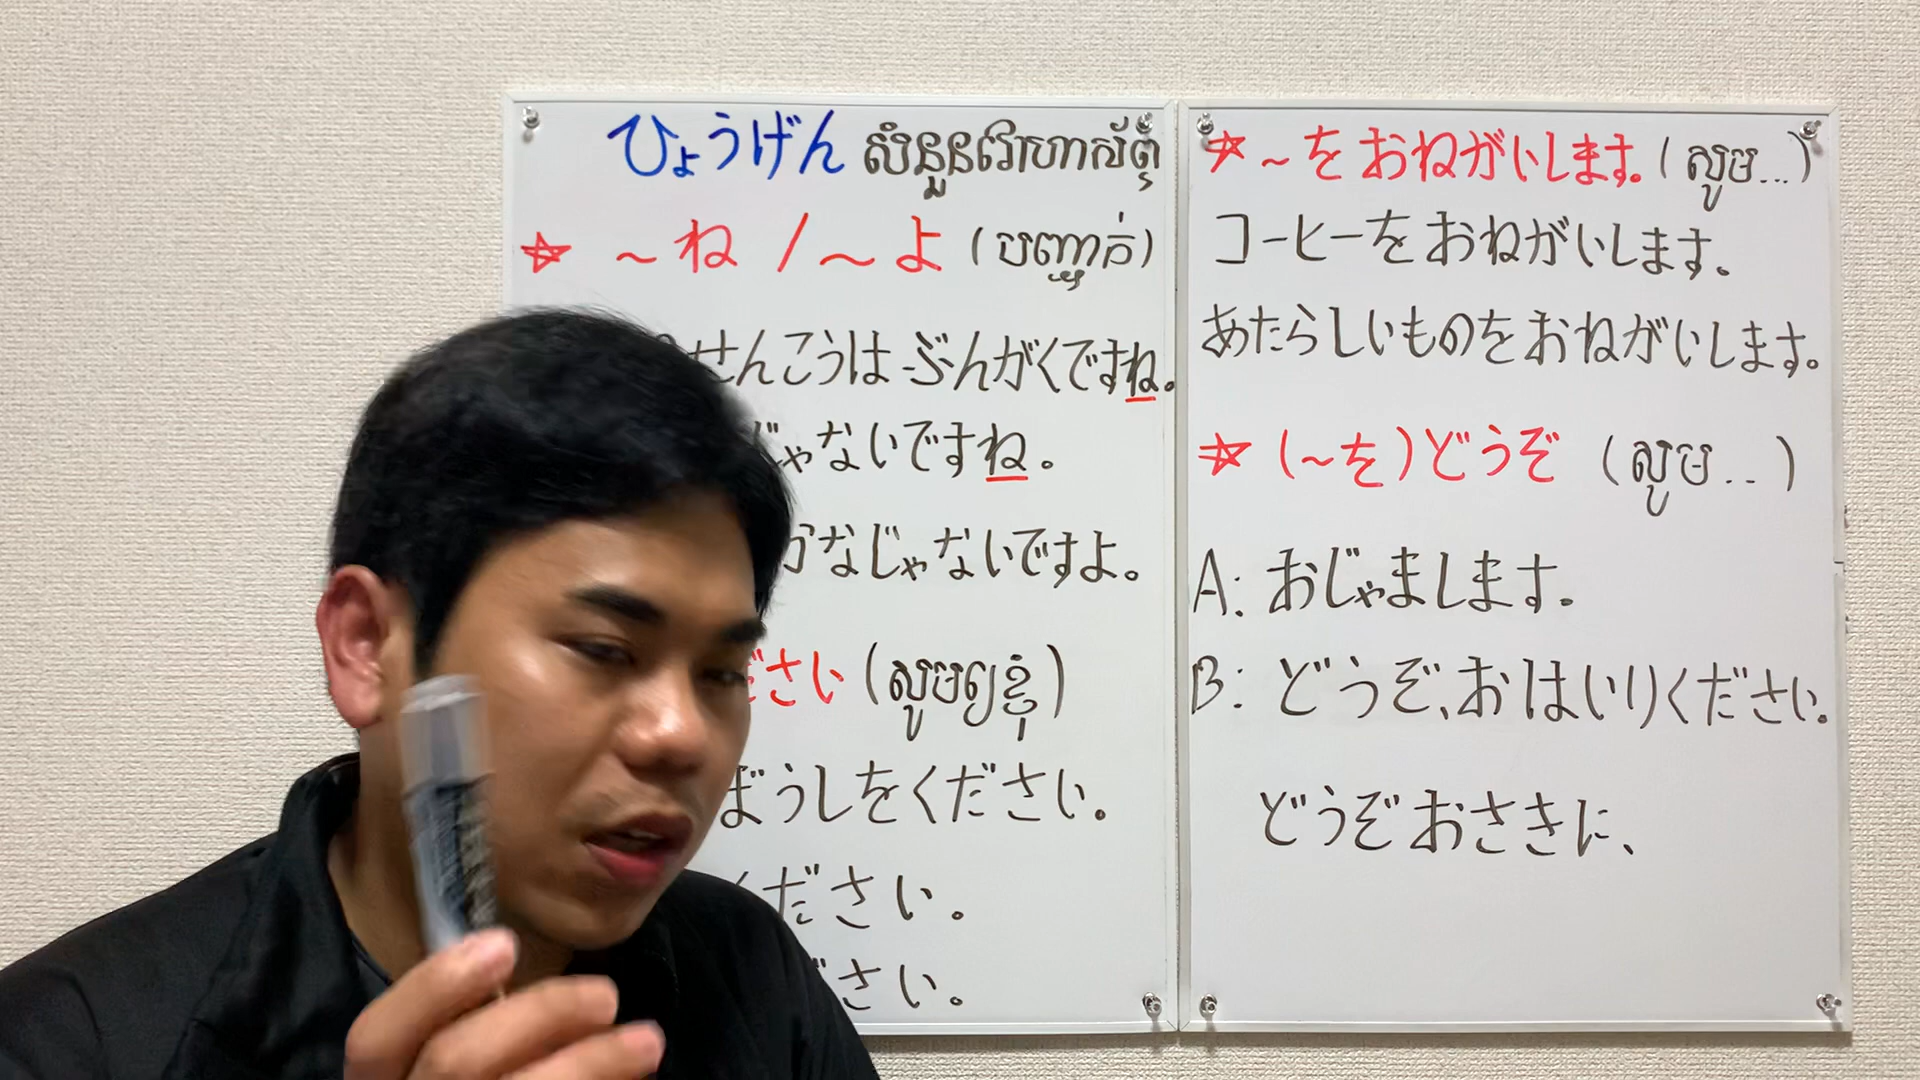 ひょうげん សំនួនវោហាស័ព្ទ
☆ ～ね / ～よ (បញ្ជាក់)
せんこうは ぶんがくですね。
じゃないですね。
かなじゃないですよ。
ださい (សូមឲ្យខ្ញុំ)
ぼうしをください。
ください。
ださい。
☆ ～を おねがいします。(សូម...)
コーヒーをおねがいします。
あたらしいものをおねがいします。
☆ (～を)どうぞ (សូម...)
A: おじゃまします。
B: どうぞ、おはいりください。
どうぞおさきに、